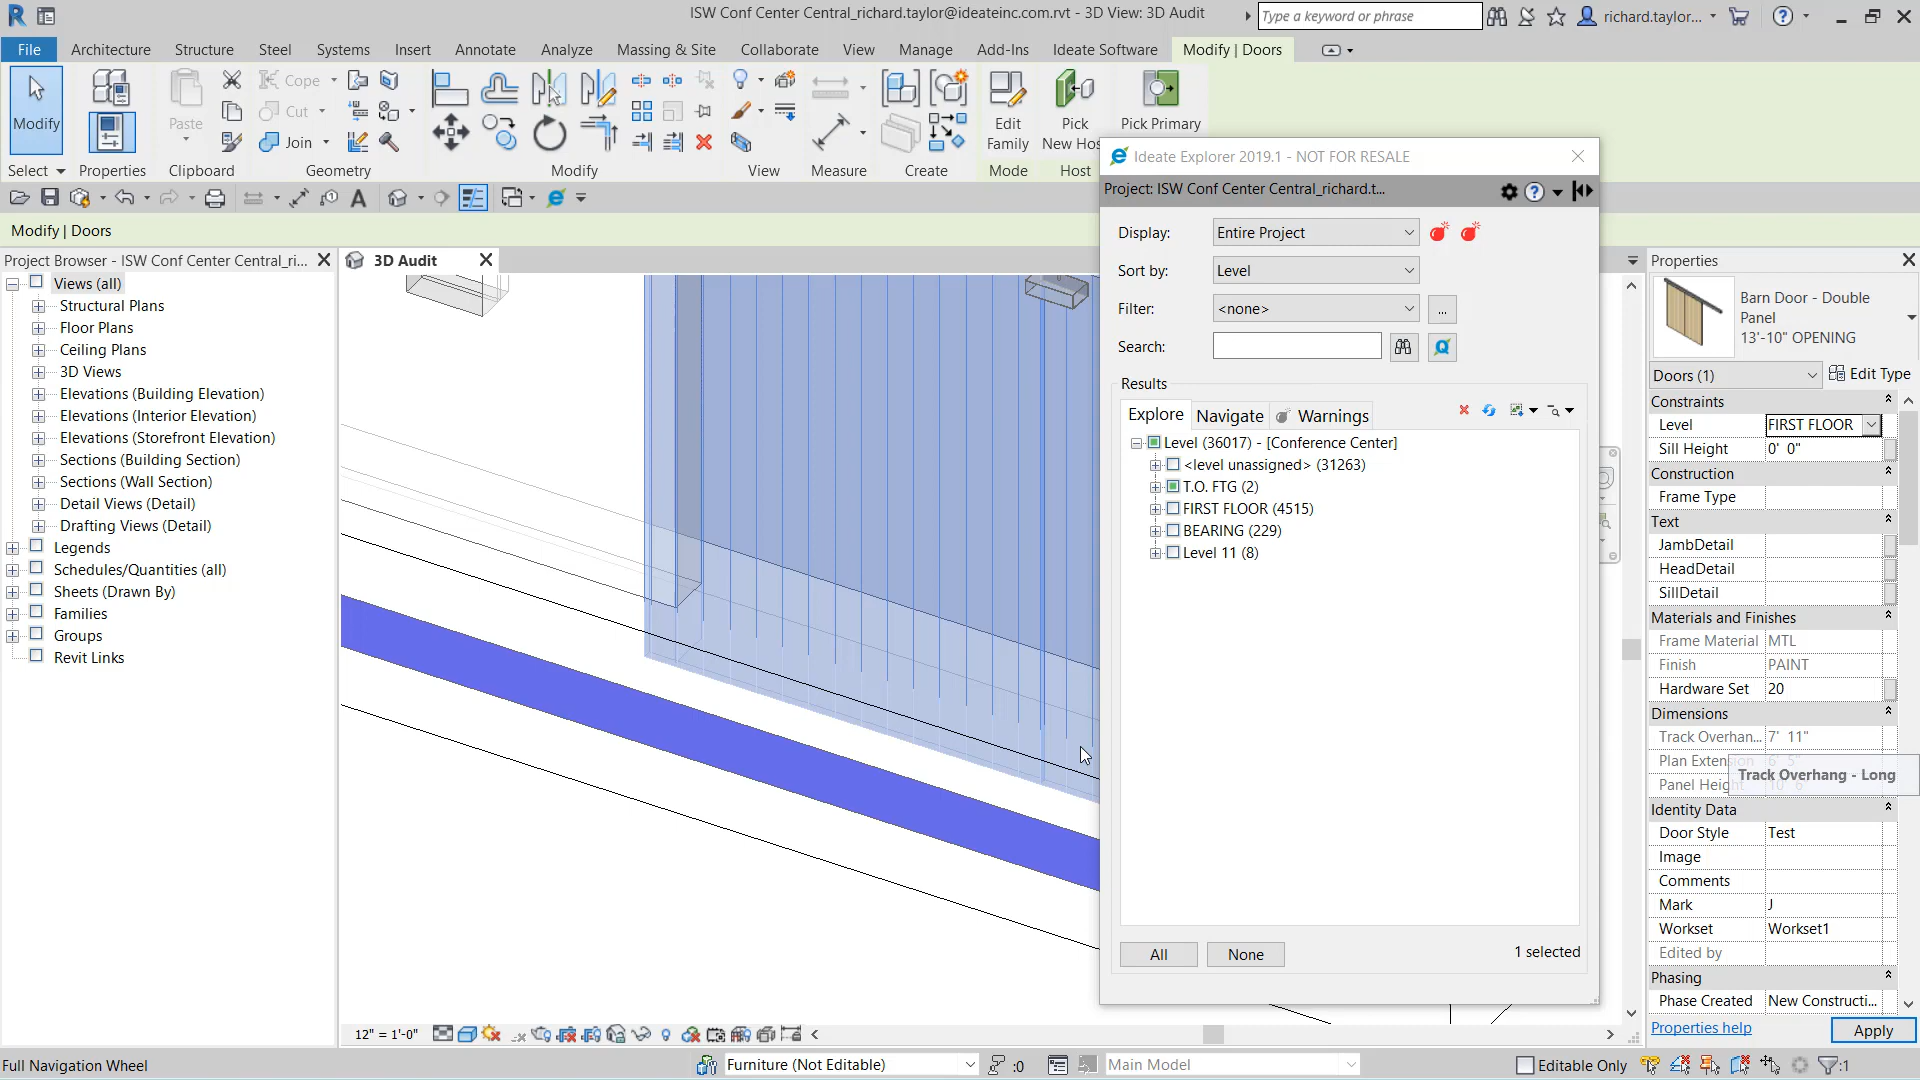 ISW Conf Center Central_richard.taylor@ideateinc.com.rvt - 3D View: 3D Audit
Type a keyword or phrase
richard.taylor...
File
Architecture
Structure
Steel
Systems
Insert
Annotate
Analyze
Massing & Site
Collaborate
View
Manage
Add-Ins
Ideate Software
Modify | Doors
Modify
Paste
Cope
Cut
Join
Edit
Family
Pick
New Hos
Pick Primary
Select
Properties
Clipboard
Geometry
Modify
View
Measure
Create
Mode
Host
Modify | Doors
Project Browser - ISW Conf Center Central_ri...
Views (all)
Structural Plans
Floor Plans
Ceiling Plans
3D Views
Elevations (Building Elevation)
Elevations (Interior Elevation)
Elevations (Storefront Elevation)
Sections (Building Section)
Sections (Wall Section)
Detail Views (Detail)
Drafting Views (Detail)
Legends
Schedules/Quantities (all)
Sheets (Drawn By)
Families
Groups
Revit Links
3D Audit
Ideate Explorer 2019.1 - NOT FOR RESALE
Project: ISW Conf Center Central_richard.t...
Display:
Entire Project
Sort by:
Level
Filter:
<none>
...
Search:
Results
Explore
Navigate
Warnings
Level (36017) - [Conference Center]
<level unassigned> (31263)
T.O. FTG (2)
FIRST FLOOR (4515)
BEARING (229)
Level 11 (8)
All
None
1 selected
Properties
Barn Door - Double
Panel
13'-10" OPENING
Doors (1)
Edit Type
Constraints
Level
FIRST FLOOR
Sill Height
0' 0"
Construction
Frame Type
Text
JambDetail
HeadDetail
SillDetail
Materials and Finishes
Frame Material
MTL
Finish
PAINT
Hardware Set
20
Dimensions
Track Overhan...
7' 11"
Plan Exten
Panel Heig
Track Overhang - Long
Identity Data
Door Style
Test
Image
Comments
Mark
J
Workset
Workset1
Edited by
Phasing
Phase Created
New Constructi...
Properties help
Apply
12" = 1'-0"
Full Navigation Wheel
Furniture (Not Editable)
:0
Main Model
Editable Only
:1